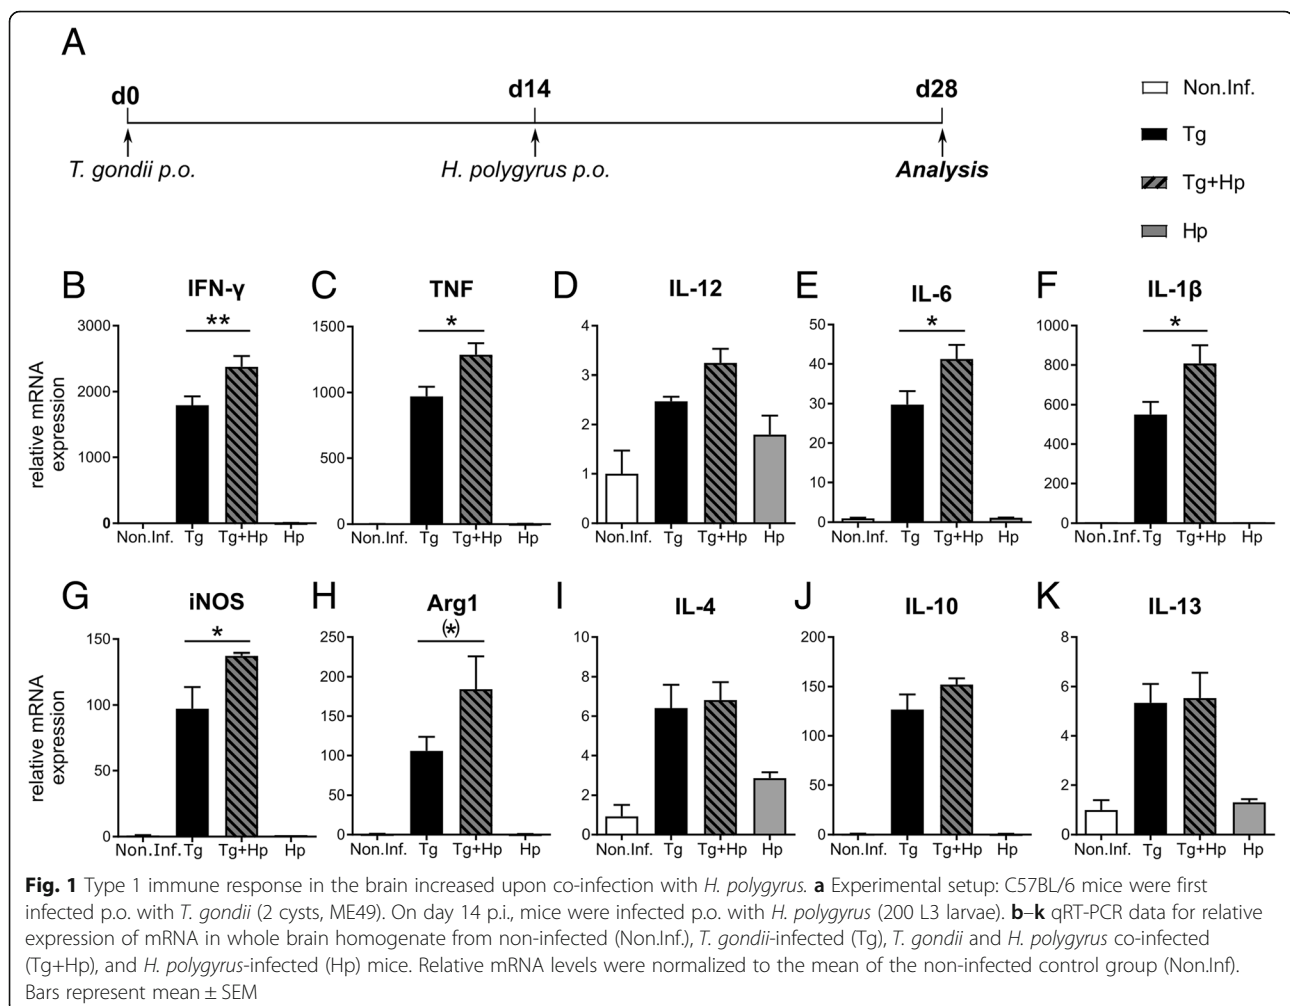 A
d0 d14 d28
T. gondii p.o. H. polygyrus p.o. Analysis
Non.Inf.
Tg
Tg+Hp
Hp
B IFN-γ
**
relative mRNA
expression
3000
2000
1000
0
Non.Inf. Tg Tg+Hp Hp
C TNF
*
1500
1000
500
0
Non.Inf. Tg Tg+Hp Hp
D IL-12
4
3
2
1
0
Non.Inf. Tg Tg+Hp Hp
E IL-6
*
50
40
30
20
10
0
Non.Inf. Tg Tg+Hp Hp
F IL-1β
*
1000
800
600
400
200
0
Non.Inf. Tg Tg+Hp Hp
G iNOS
*
relative mRNA
expression
150
100
50
0
Non.Inf. Tg Tg+Hp Hp
H Arg1
(*)
250
200
150
100
50
0
Non.Inf. Tg Tg+Hp Hp
I IL-4
10
8
6
4
2
0
Non.Inf. Tg Tg+Hp Hp
J IL-10
200
150
100
50
0
Non.Inf. Tg Tg+Hp Hp
K IL-13
8
6
4
2
0
Non.Inf. Tg Tg+Hp Hp
Fig. 1 Type 1 immune response in the brain increased upon co-infection with H. polygyrus. a Experimental setup: C57BL/6 mice were first
infected p.o. with T. gondii (2 cysts, ME49). On day 14 p.i., mice were infected p.o. with H. polygyrus (200 L3 larvae). b–k qRT-PCR data for relative
expression of mRNA in whole brain homogenate from non-infected (Non.Inf.), T. gondii-infected (Tg), T. gondii and H. polygyrus co-infected
(Tg+Hp), and H. polygyrus-infected (Hp) mice. Relative mRNA levels were normalized to the mean of the non-infected control group (Non.Inf).
Bars represent mean ± SEM